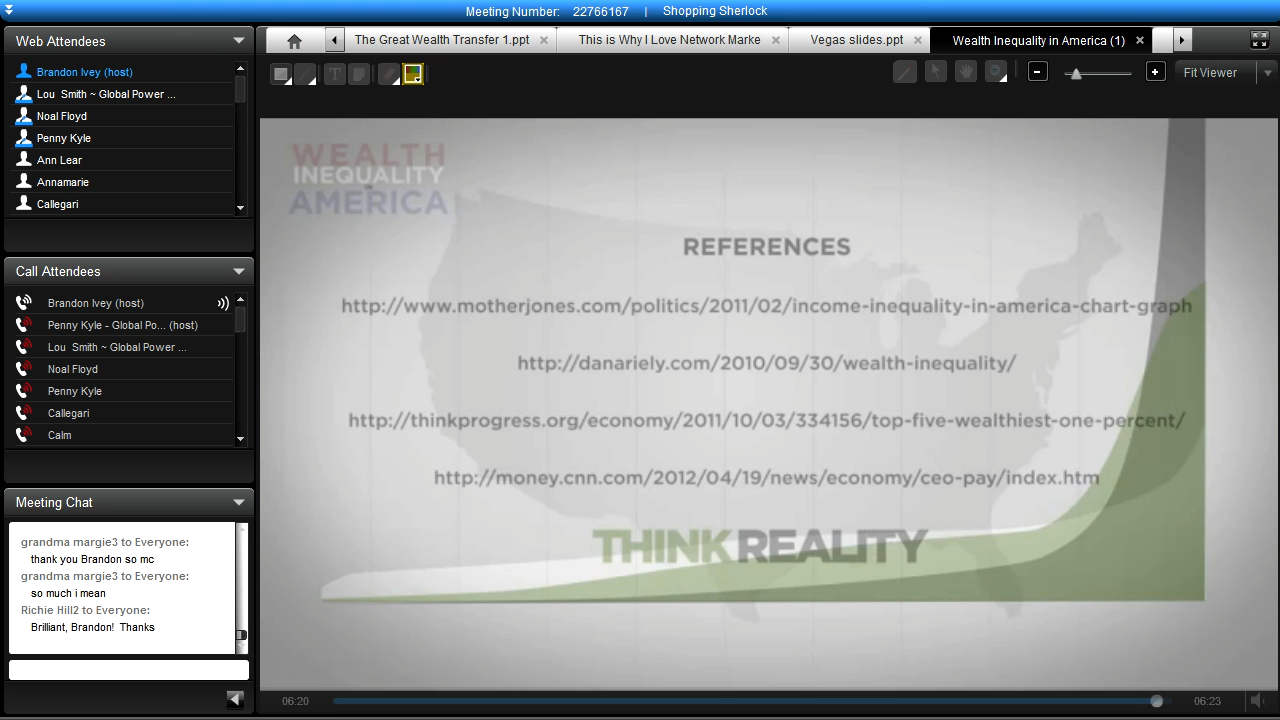 Meeting Number: 22766167 | Shopping Sherlock
Web Attendees
Brandon Ivey (host)
Lou Smith ~ Global Power ...
Noal Floyd
Penny Kyle
Ann Lear
Annamarie
Callegari
Call Attendees
Brandon Ivey (host)
Penny Kyle - Global Po... (host)
Lou Smith ~ Global Power ...
Noal Floyd
Penny Kyle
Callegari
Calm
Meeting Chat
grandma margie3 to Everyone:
thank you Brandon so mc
grandma margie3 to Everyone:
so much i mean
Richie Hill2 to Everyone:
Brilliant, Brandon! Thanks
The Great Wealth Transfer 1.ppt
This is Why I Love Network Marke
Vegas slides.ppt
Wealth Inequality in America (1)
T
Fit Viewer
WEALTH
INEQUALITY
AMERICA
REFERENCES
http://www.motherjones.com/politics/2011/02/income-inequality-in-america-chart-graph
http://danariely.com/2010/09/30/wealth-inequality/
http://thinkprogress.org/economy/2011/10/03/334156/top-five-wealthiest-one-percent/
http://money.cnn.com/2012/04/19/news/economy/ceo-pay/index.htm
THINKREALITY
06:20
06:23